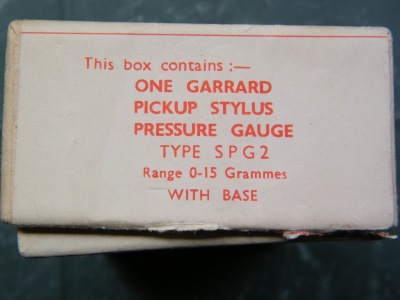 This box contains :—
ONE GARRARD
PICKUP STYLUS
PRESSURE GAUGE
TYPE SPG2
Range 0-15 Grammes
WITH BASE